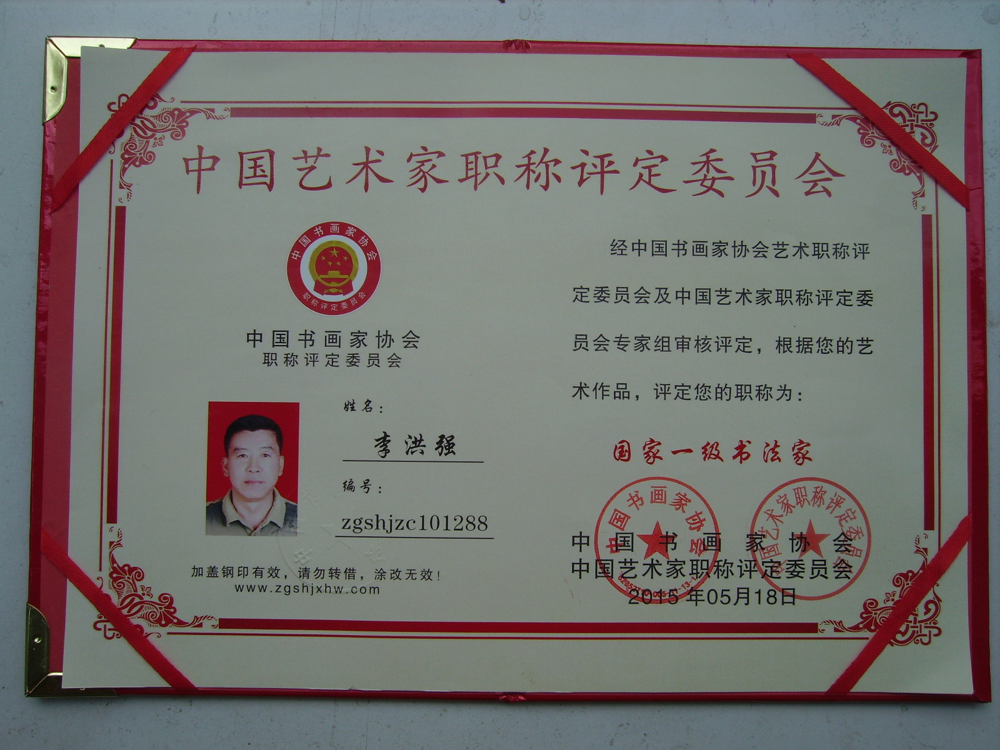 中国艺术家职称评定委员会
中国书画家协会
职称评定委员会
中国书画家协会
职称评定委员会
姓名：
李洪强
编号：
zgshjzc101288
加盖钢印有效，请勿转借，涂改无效！
www.zgshjxhw.com
经中国书画家协会艺术职称评
定委员会及中国艺术家职称评定委
员会专家组审核评定，根据您的艺
术作品，评定您的职称为：
国家一级书法家
中国书画家协会
中国艺术家职称评定委员会
中国书画家协会
中国艺术家职称评定委员会
2015年05月18日